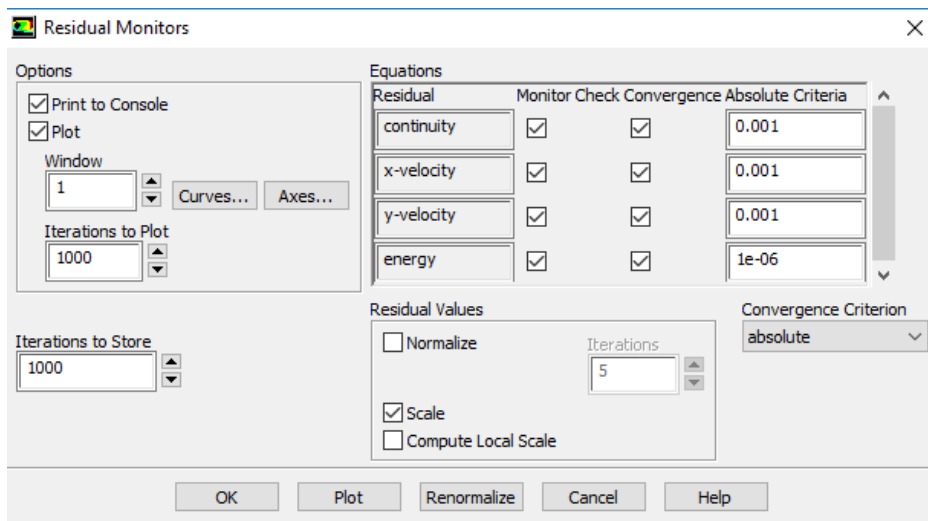 Residual Monitors
Options
Print to Console
Plot
Window
1
Curves...
Axes...
Iterations to Plot
1000
Iterations to Store
1000
Equations
Residual Monitor Check Convergence Absolute Criteria
continuity 0.001
x-velocity 0.001
y-velocity 0.001
energy 1e-06
Residual Values
Normalize
Iterations
5
Scale
Compute Local Scale
Convergence Criterion
absolute
OK Plot Renormalize Cancel Help